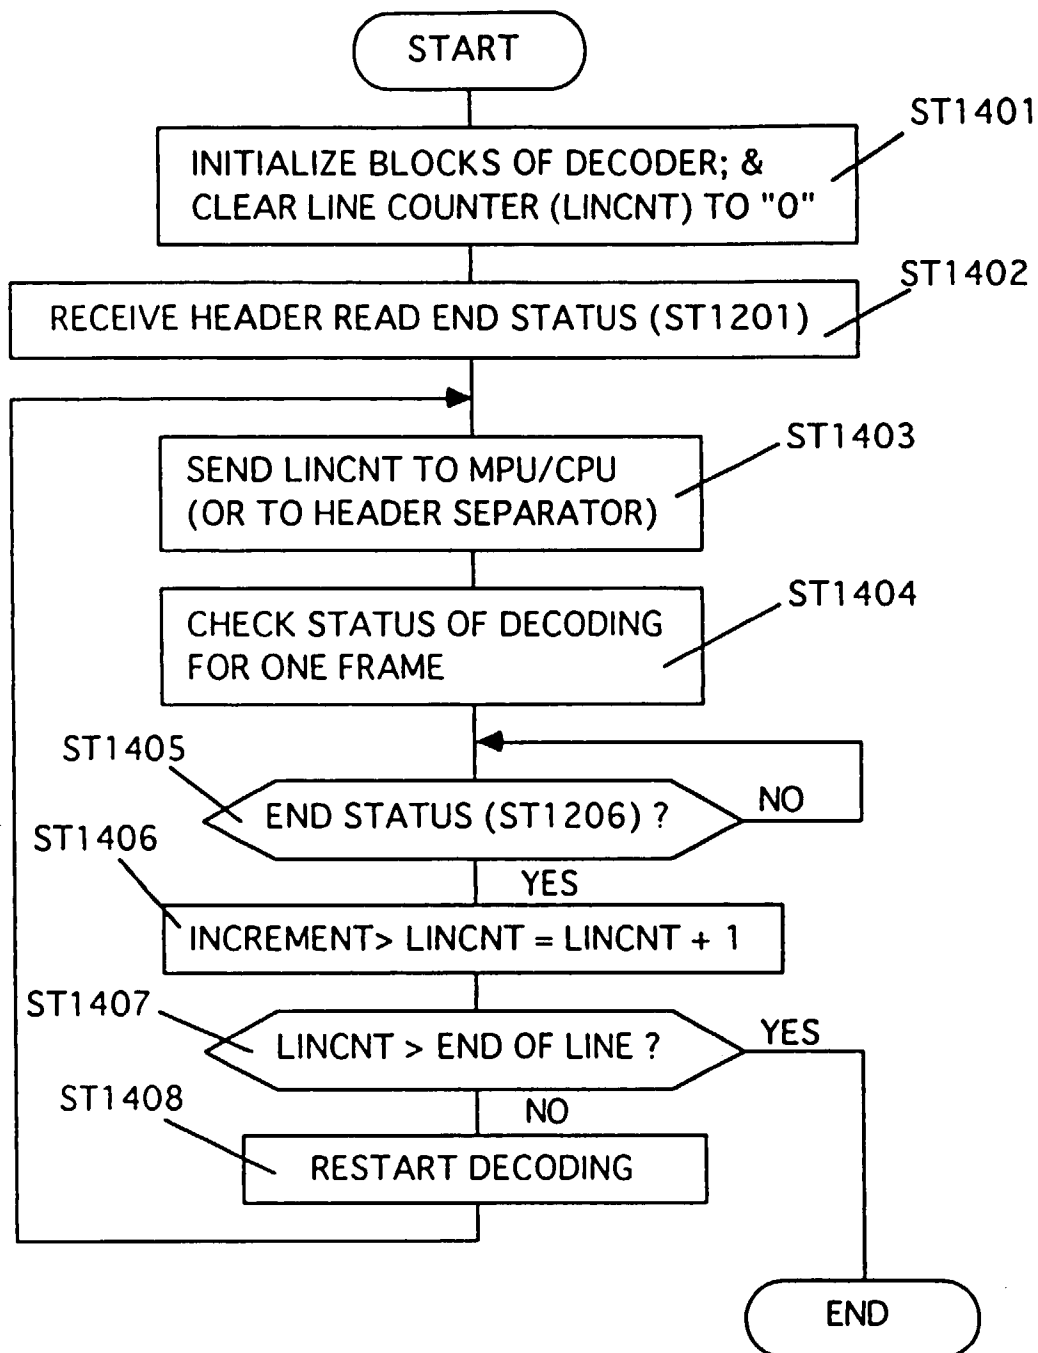 START
ST1401
INITIALIZE BLOCKS OF DECODER; &
CLEAR LINE COUNTER (LINCNT) TO "0"
ST1402
RECEIVE HEADER READ END STATUS (ST1201)
ST1403
SEND LINCNT TO MPU/CPU
(OR TO HEADER SEPARATOR)
ST1404
CHECK STATUS OF DECODING
FOR ONE FRAME
ST1405
END STATUS (ST1206) ?
NO
ST1406
YES
INCREMENT> LINCNT = LINCNT + 1
ST1407
LINCNT > END OF LINE ?
YES
ST1408
NO
RESTART DECODING
END